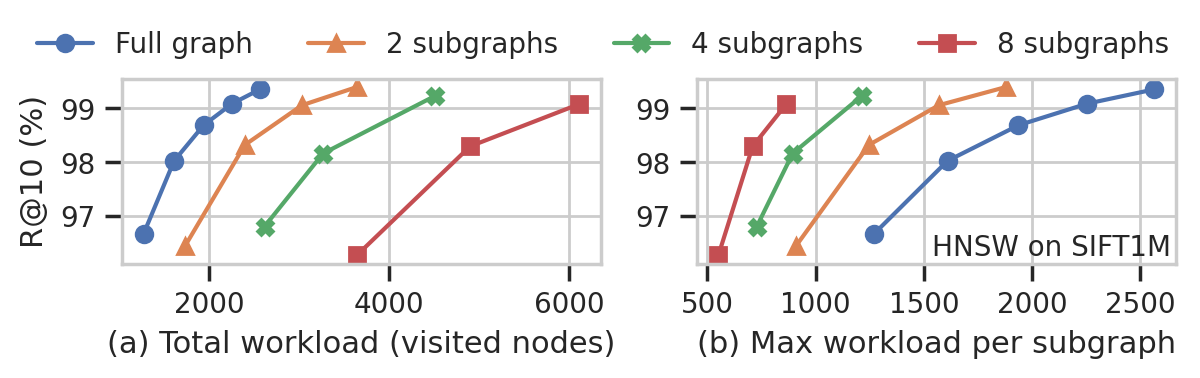 Full graph 2 subgraphs 4 subgraphs 8 subgraphs
R@10 (%)
99
98
97
2000 4000 6000
(a) Total workload (visited nodes)
99
98
97
HNSW on SIFT1M
500 1000 1500 2000 2500
(b) Max workload per subgraph